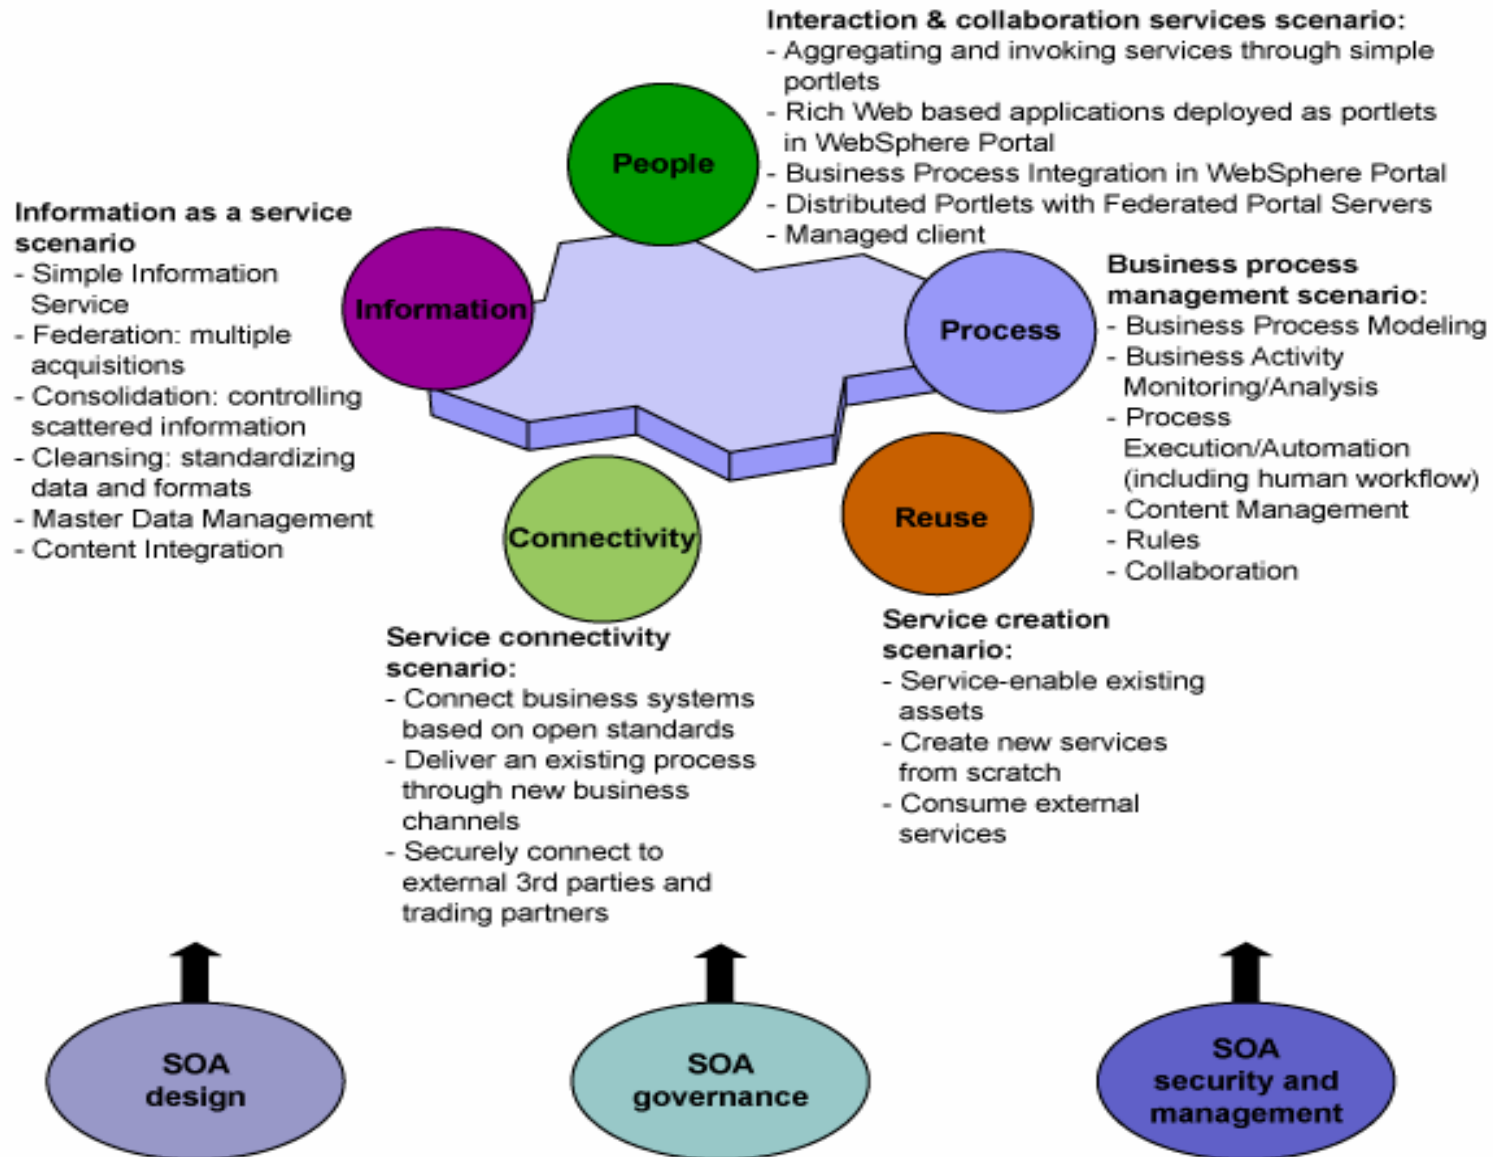 Interaction & collaboration services scenario:
- Aggregating and invoking services through simple
portlets
- Rich Web based applications deployed as portlets
in WebSphere Portal
- Business Process Integration in WebSphere Portal
- Distributed Portlets with Federated Portal Servers
- Managed client
People
Information as a service
scenario
- Simple Information
Service
- Federation: multiple
acquisitions
- Consolidation: controlling
scattered information
- Cleansing: standardizing
data and formats
- Master Data Management
- Content Integration
Information
Process
Business process
management scenario:
- Business Process Modeling
- Business Activity
Monitoring/Analysis
- Process
Execution/Automation
(including human workflow)
- Content Management
- Rules
- Collaboration
Connectivity
Reuse
Service connectivity
scenario:
- Connect business systems
based on open standards
- Deliver an existing process
through new business
channels
- Securely connect to
external 3rd parties and
trading partners
Service creation
scenario:
- Service-enable existing
assets
- Create new services
from scratch
- Consume external
services
SOA
design
SOA
governance
SOA
security and
management